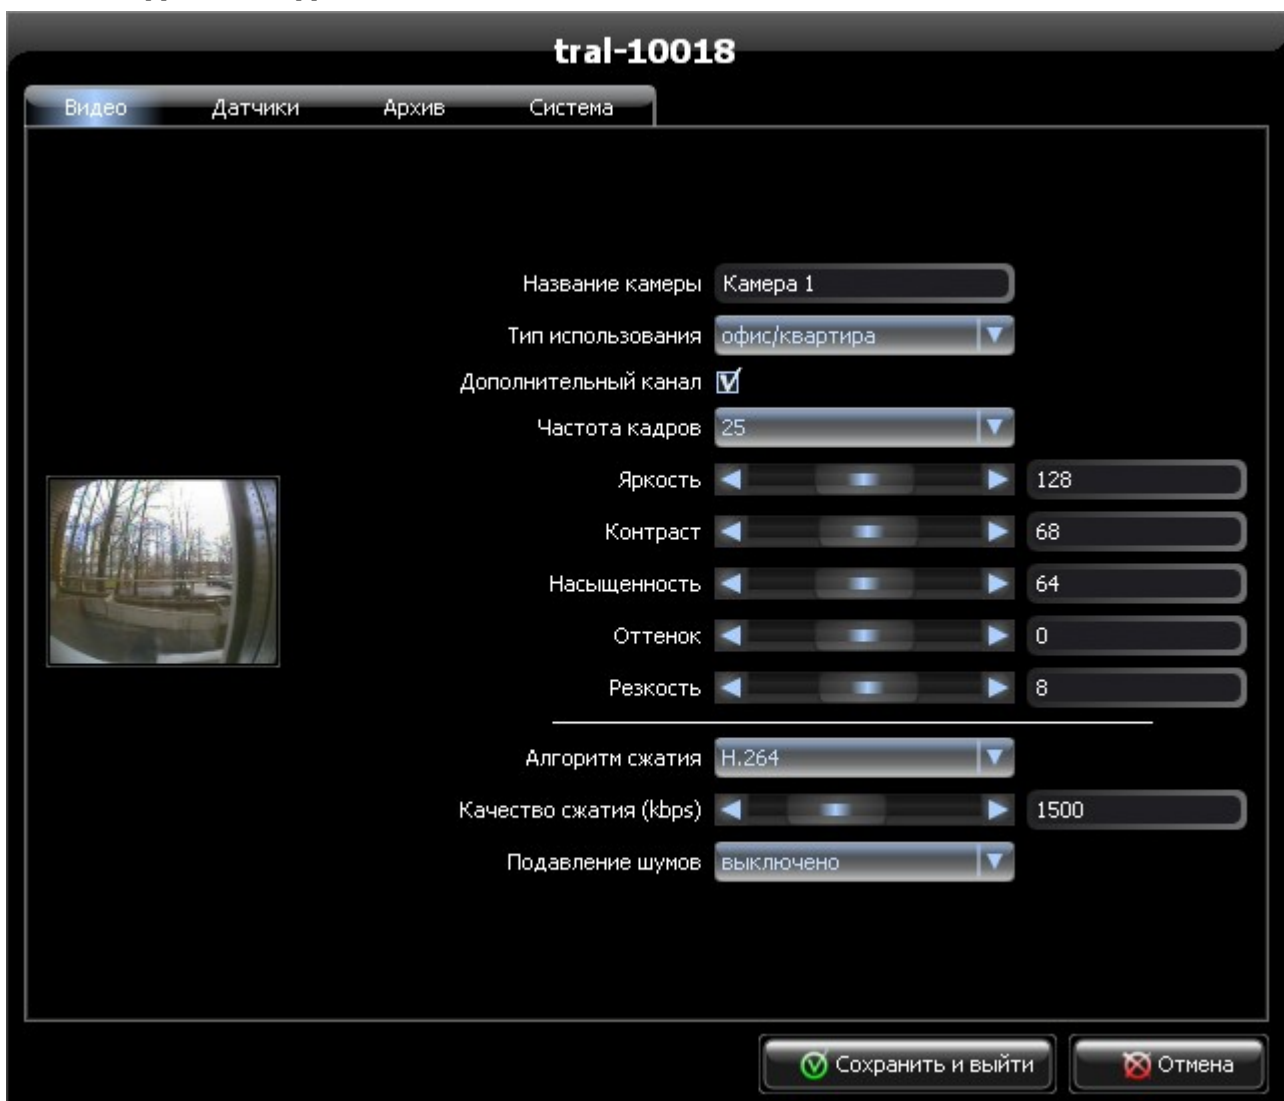 tral-10018
Видео Датчики Архив Система
Название камеры Камера 1
Тип использования офис/квартира
Дополнительный канал
Частота кадров 25
Яркость 128
Контраст 68
Насыщенность 64
Оттенок 0
Резкость 8
Алгоритм сжатия H.264
Качество сжатия (kbps) 1500
Подавление шумов выключено
Сохранить и выйти Отмена